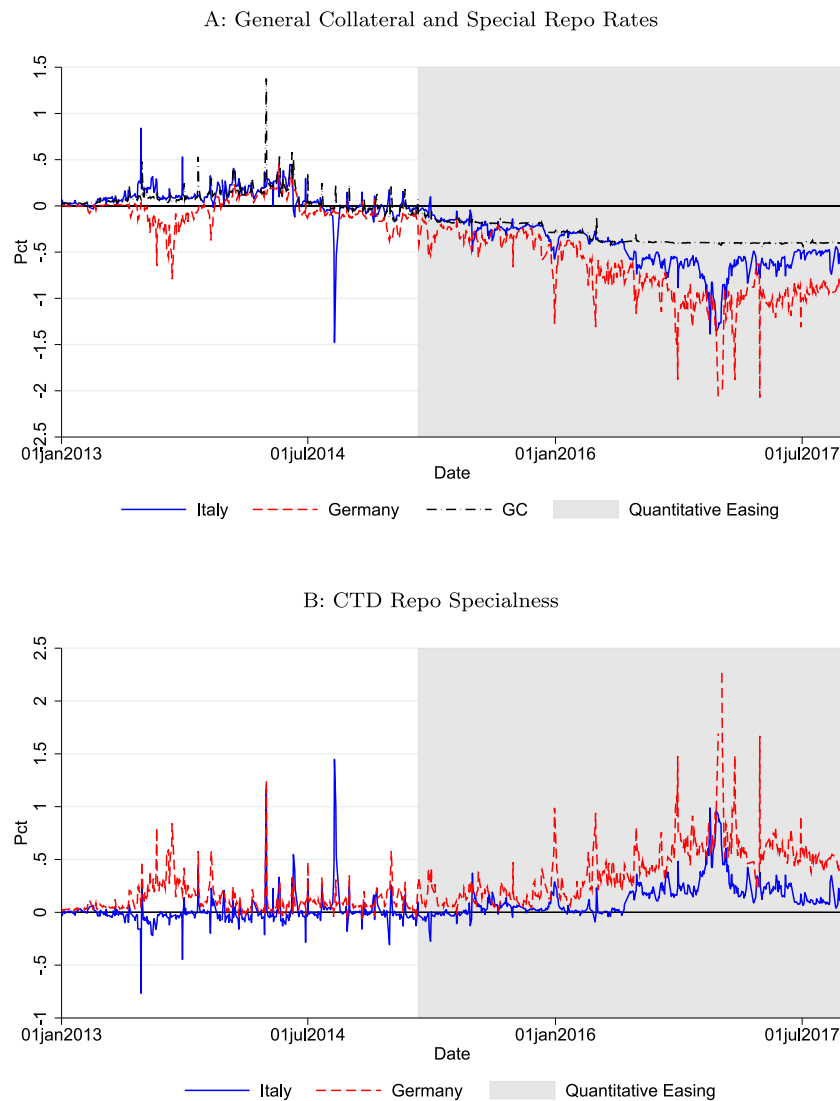 A: General Collateral and Special Repo Rates
1.5
1
.5
0
-.5
-1
-1.5
-2
-2.5
Pct
01jan2013 01jul2014 01jan2016 01jul2017
Date
Italy Germany GC Quantitative Easing
B: CTD Repo Specialness
2.5
2
1.5
1
.5
0
-.5
-1
Pct
01jan2013 01jul2014 01jan2016 01jul2017
Date
Italy Germany Quantitative Easing